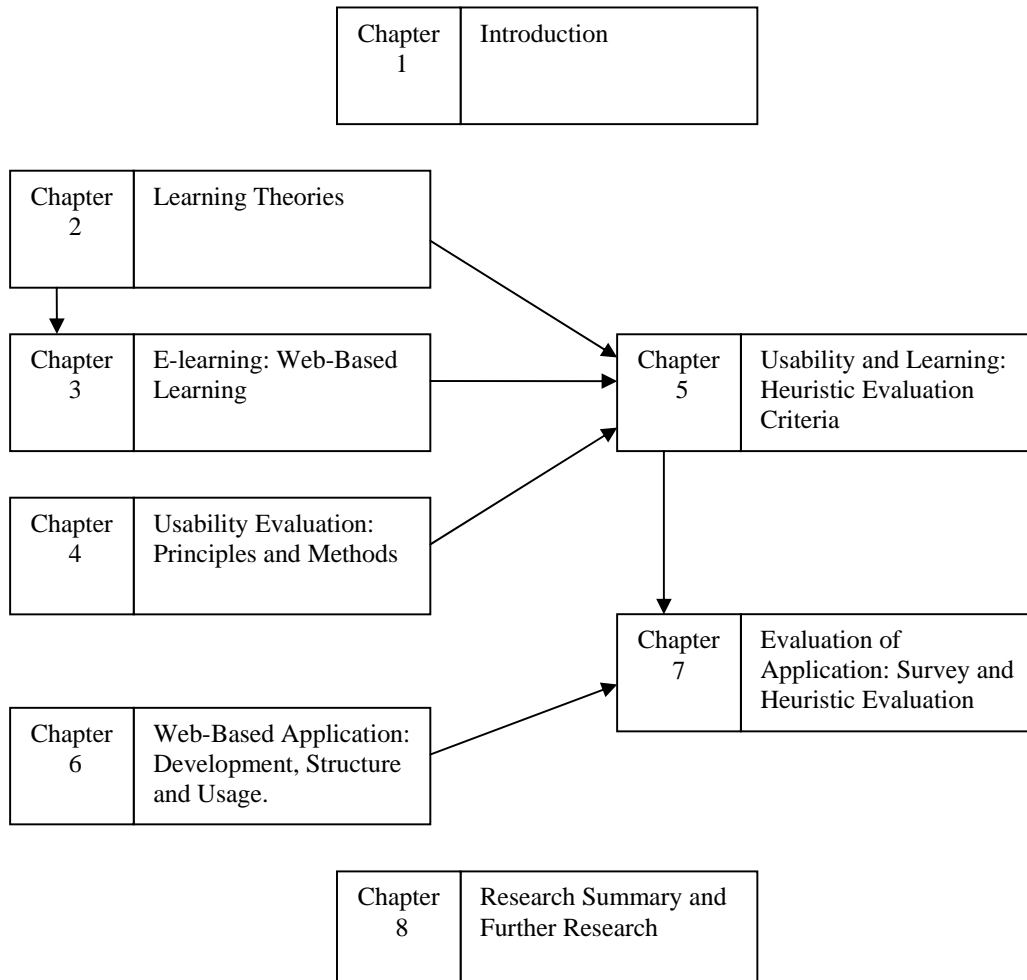 Chapter
1
Introduction
Chapter
2
Learning Theories
Chapter
3
E-learning: Web-Based
Learning
Chapter
4
Usability Evaluation:
Principles and Methods
Chapter
5
Usability and Learning:
Heuristic Evaluation
Criteria
Chapter
6
Web-Based Application:
Development, Structure
and Usage.
Chapter
7
Evaluation of
Application: Survey and
Heuristic Evaluation
Chapter
8
Research Summary and
Further Research